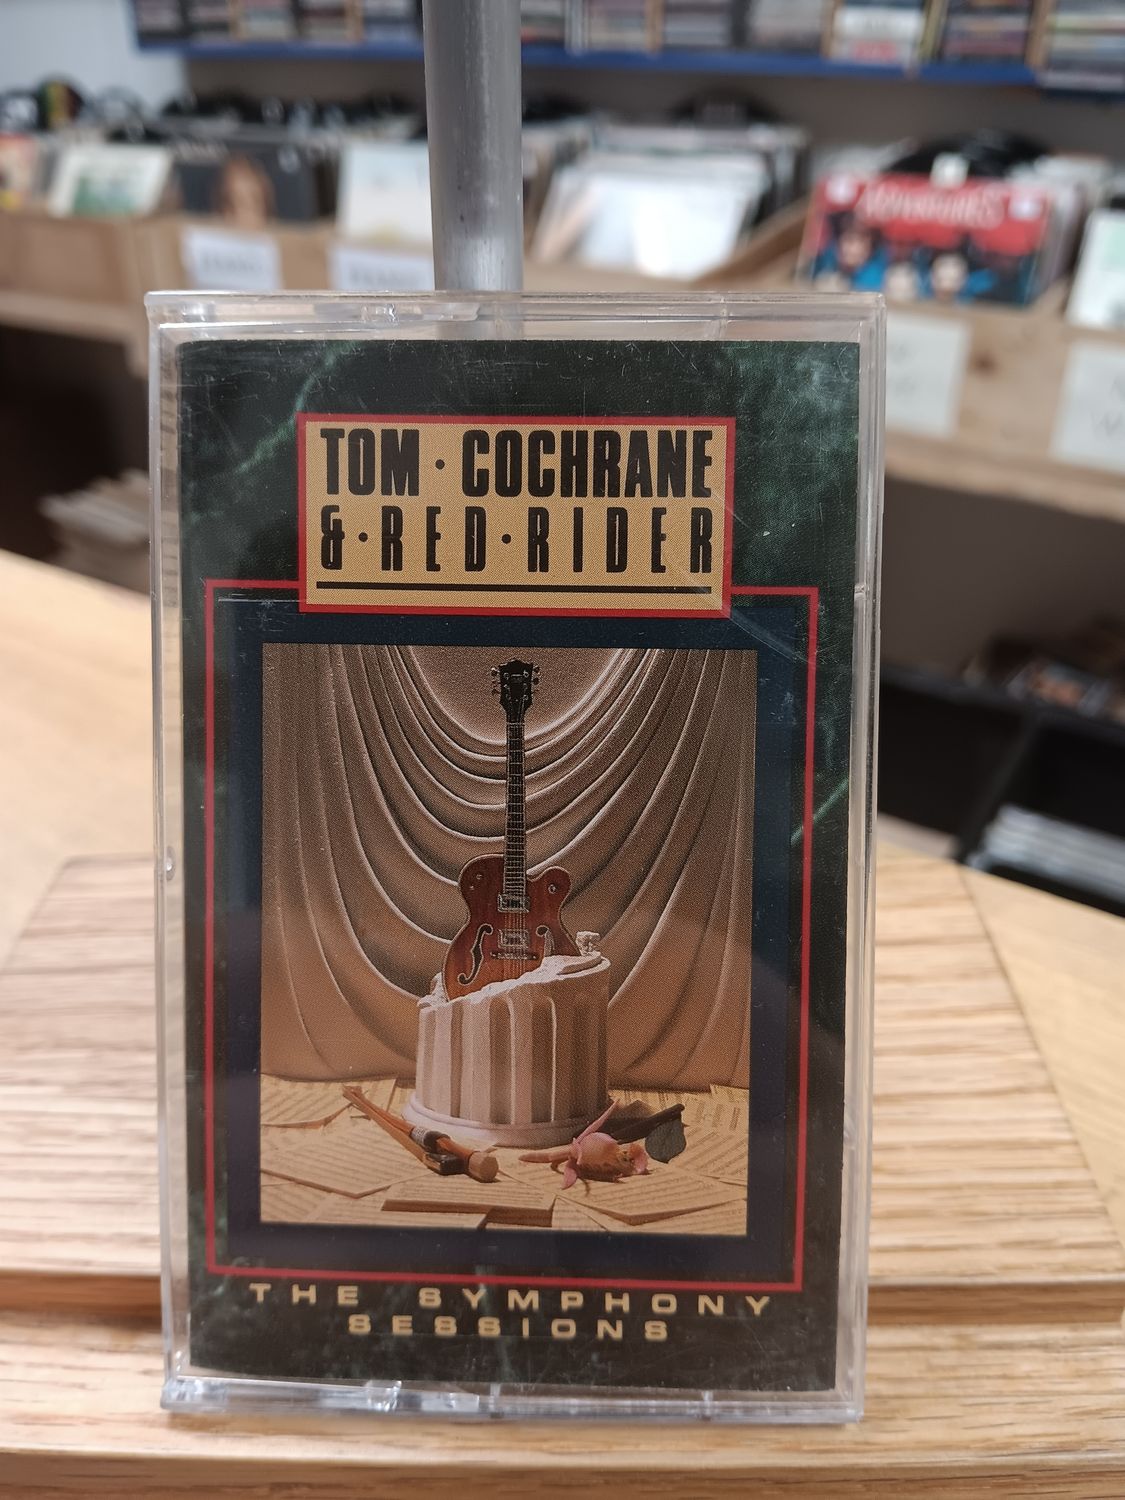 TOM · COCHRANE
& · RED · RIDER
THE SYMPHONY
SESSIONS